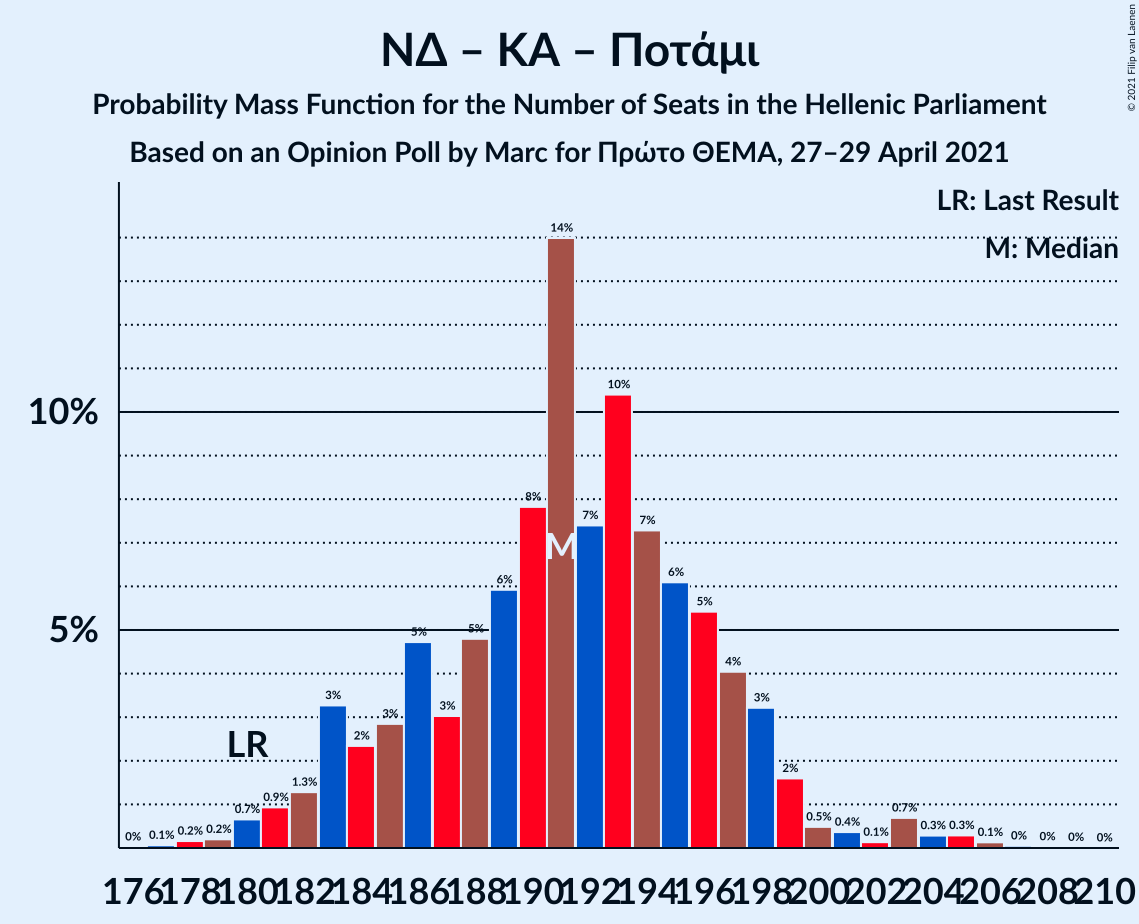 © 2021 Filip van Laenen
ΝΔ – ΚΑ – Ποτάμι
Probability Mass Function for the Number of Seats in the Hellenic Parliament
Based on an Opinion Poll by Marc for Πρώτο ΘΕΜΑ, 27–29 April 2021
LR: Last Result
M: Median
14%
10%
10%
8%
7%
7%
M
6%
6%
5%
5%
5%
5%
4%
3%
3%
3%
3%
LR
2%
2%
0% 0.1% 0.2% 0.2% 0.7% 0.9% 1.3%
0.5% 0.4% 0.1% 0.7% 0.3% 0.3% 0.1% 0% 0% 0% 0%
176 178 180 182 184 186 188 190 192 194 196 198 200 202 204 206 208 210